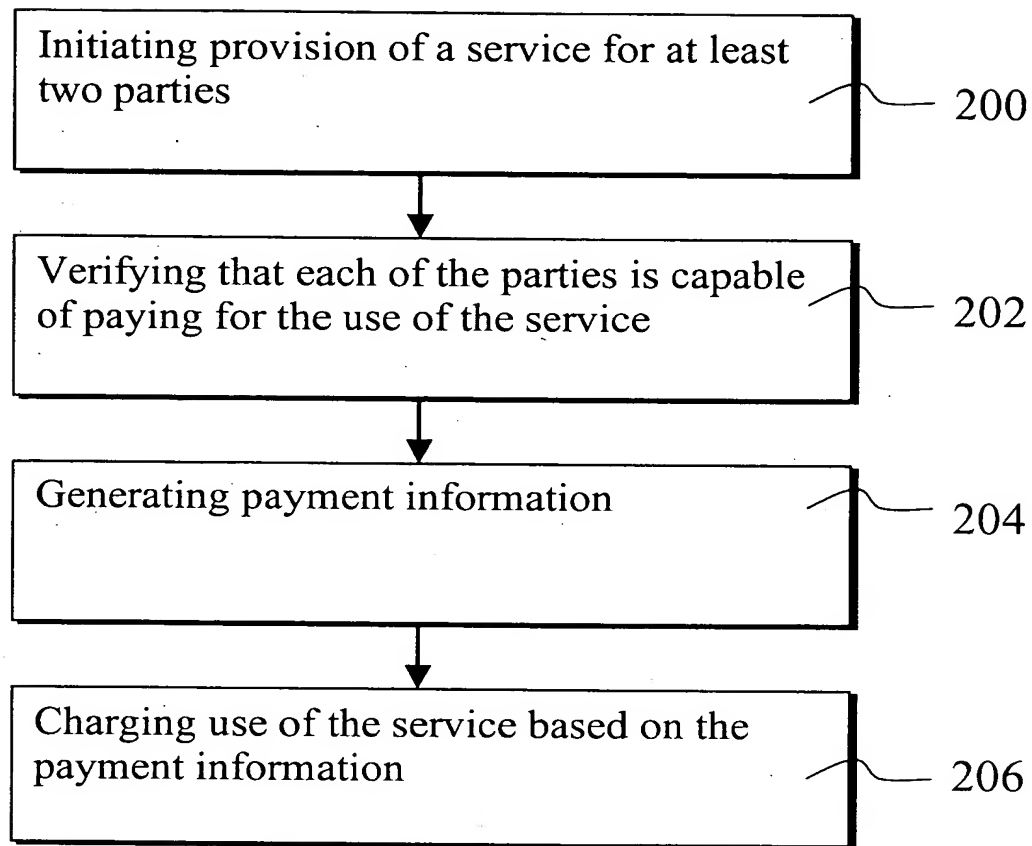 Initiating provision of a service for at least
two parties
200
Verifying that each of the parties is capable
of paying for the use of the service
202
Generating payment information
204
Charging use of the service based on the
payment information
206